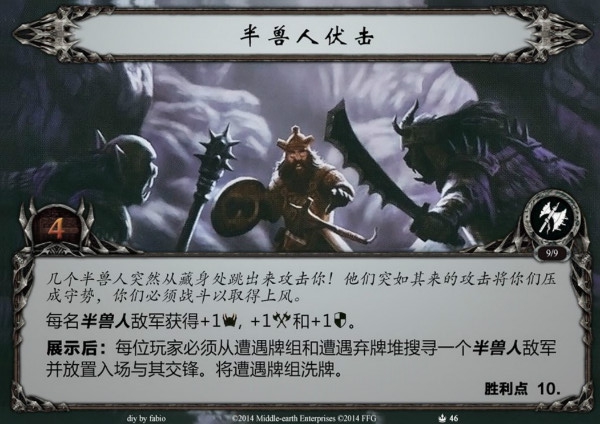 半兽人伏击
4
9/9
几个半兽人突然从藏身处跳出来攻击你！他们突如其来的攻击将你们压
成守势，你们必须战斗以取得上风。
每名半兽人敌军获得+1，+1和+1。
展示后：每位玩家必须从遭遇牌组和遭遇弃牌堆搜寻一个半兽人敌军
并放置入场与其交锋。将遭遇牌组洗牌。
胜利点 10.
diy by fabio ©2014 Middle-earth Enterprises ©2014 FFG 46